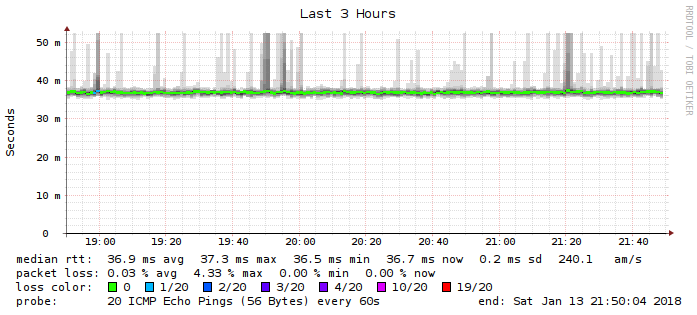 Last 3 Hours
RRDTOOL / TOBI OETIKER
Seconds
50 m
40 m
30 m
20 m
10 m
0
19:00 19:20 19:40 20:00 20:20 20:40 21:00 21:20 21:40
median rtt: 36.9 ms avg 37.3 ms max 36.5 ms min 36.7 ms now 0.2 ms sd 240.1 am/s
packet loss: 0.03 % avg 4.33 % max 0.00 % min 0.00 % now
loss color: 0 1/20 2/20 3/20 4/20 10/20 19/20
probe: 20 ICMP Echo Pings (56 Bytes) every 60s end: Sat Jan 13 21:50:04 2018